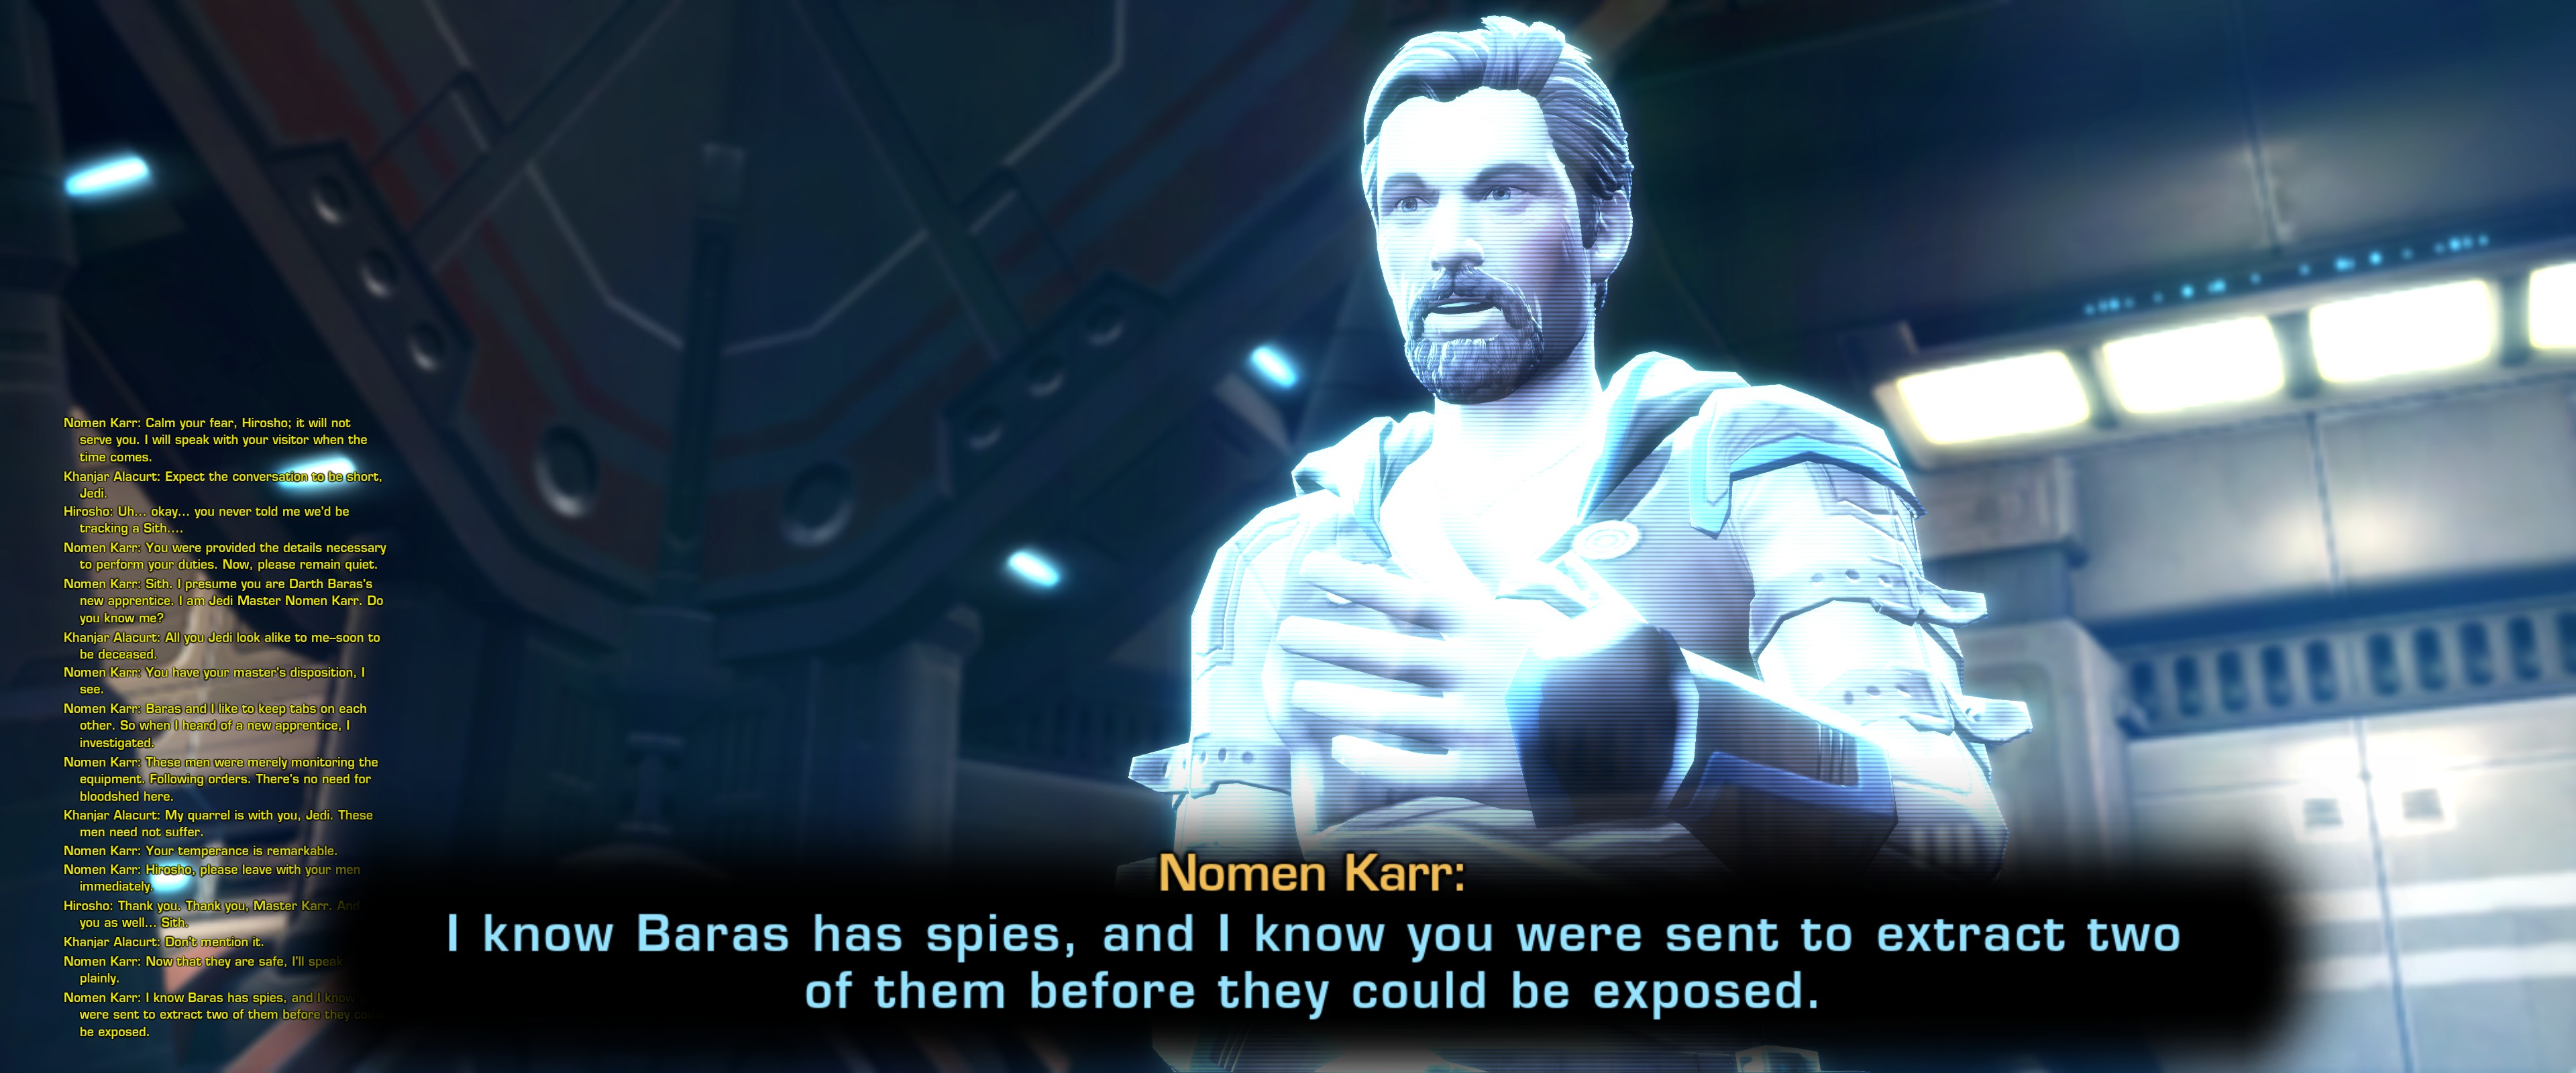 Nomen Karr: Calm your fear, Hirosho; it will not
serve you. I will speak with your visitor when the
time comes.
Khanjar Alacurt: Expect the conversation to be short,
Jedi.
Hirosho: Uh... okay... you never told me we'd be
tracking a Sith....
Nomen Karr: You were provided the details necessary
to perform your duties. Now, please remain quiet.
Nomen Karr: Sith. I presume you are Darth Baras's
new apprentice. I am Jedi Master Nomen Karr. Do
you know me?
Khanjar Alacurt: All you Jedi look alike to me--soon to
be deceased.
Nomen Karr: You have your master's disposition, I
see.
Nomen Karr: Baras and I like to keep tabs on each
other. So when I heard of a new apprentice, I
investigated.
Nomen Karr: These men were merely monitoring the
equipment. Following orders. There's no need for
bloodshed here.
Khanjar Alacurt: My quarrel is with you, Jedi. These
men need not suffer.
Nomen Karr: Your temperance is remarkable.
Nomen Karr: Hirosho, please leave with your men
immediately.
Hirosho: Thank you. Thank you, Master Karr. And
you as well... Sith.
Khanjar Alacurt: Don't mention it.
Nomen Karr: Now that they are safe, I'll speak
plainly.
Nomen Karr: I know Baras has spies, and I know
were sent to extract two of them before they
be exposed.
Nomen Karr:
I know Baras has spies, and I know you were sent to extract two
of them before they could be exposed.